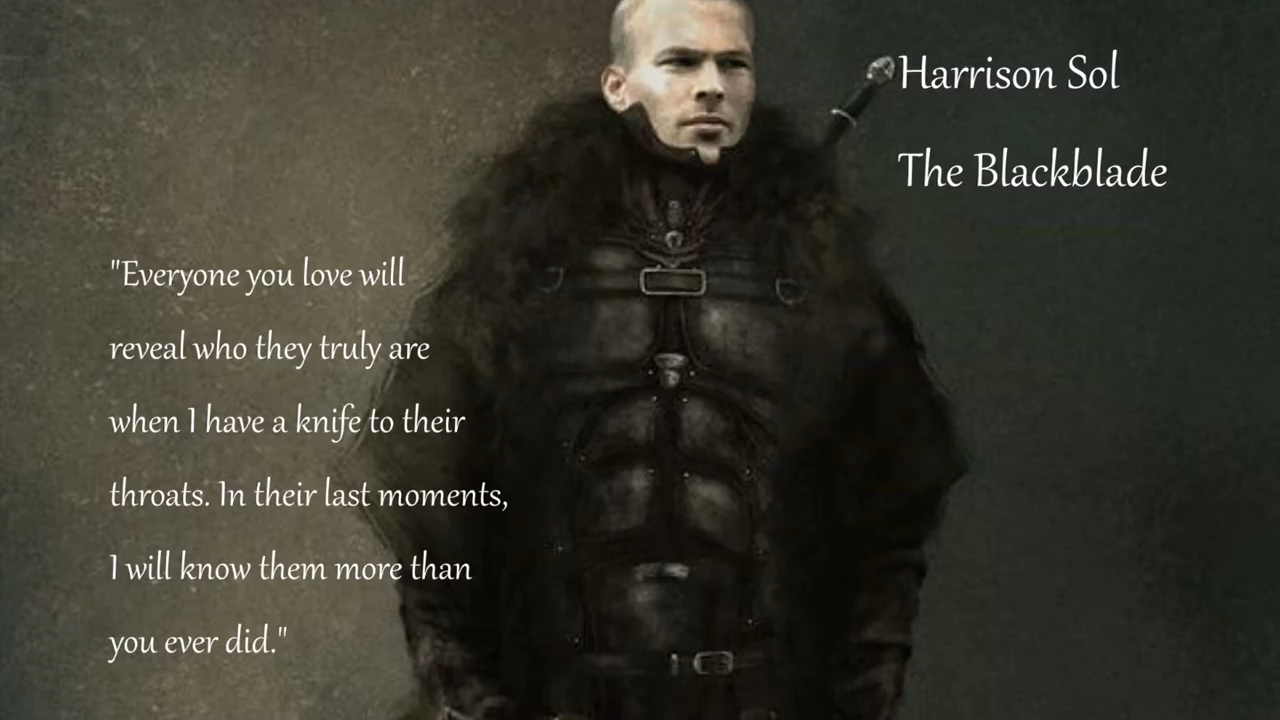 Harrison Sol
The Blackblade
"Everyone you love will
reveal who they truly are
when I have a knife to their
throats. In their last moments,
I will know them more than
you ever did."